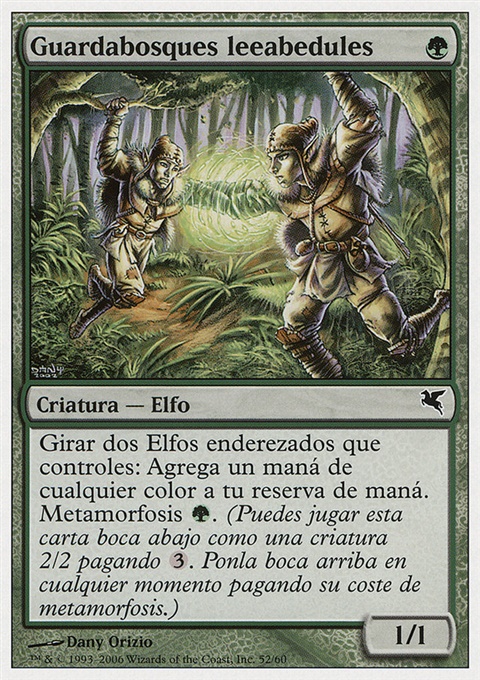 Guardabosques leeabedules
DANY
2002
Criatura — Elfo
Girar dos Elfos enderezados que
controles: Agrega un maná de
cualquier color a tu reserva de maná.
Metamorfosis . (Puedes jugar esta
carta boca abajo como una criatura
2/2 pagando 3. Ponla boca arriba en
cualquier momento pagando su coste de
metamorfosis.)
Dany Orizio
1/1
™ & © 1993-2006 Wizards of the Coast, Inc. 52/60